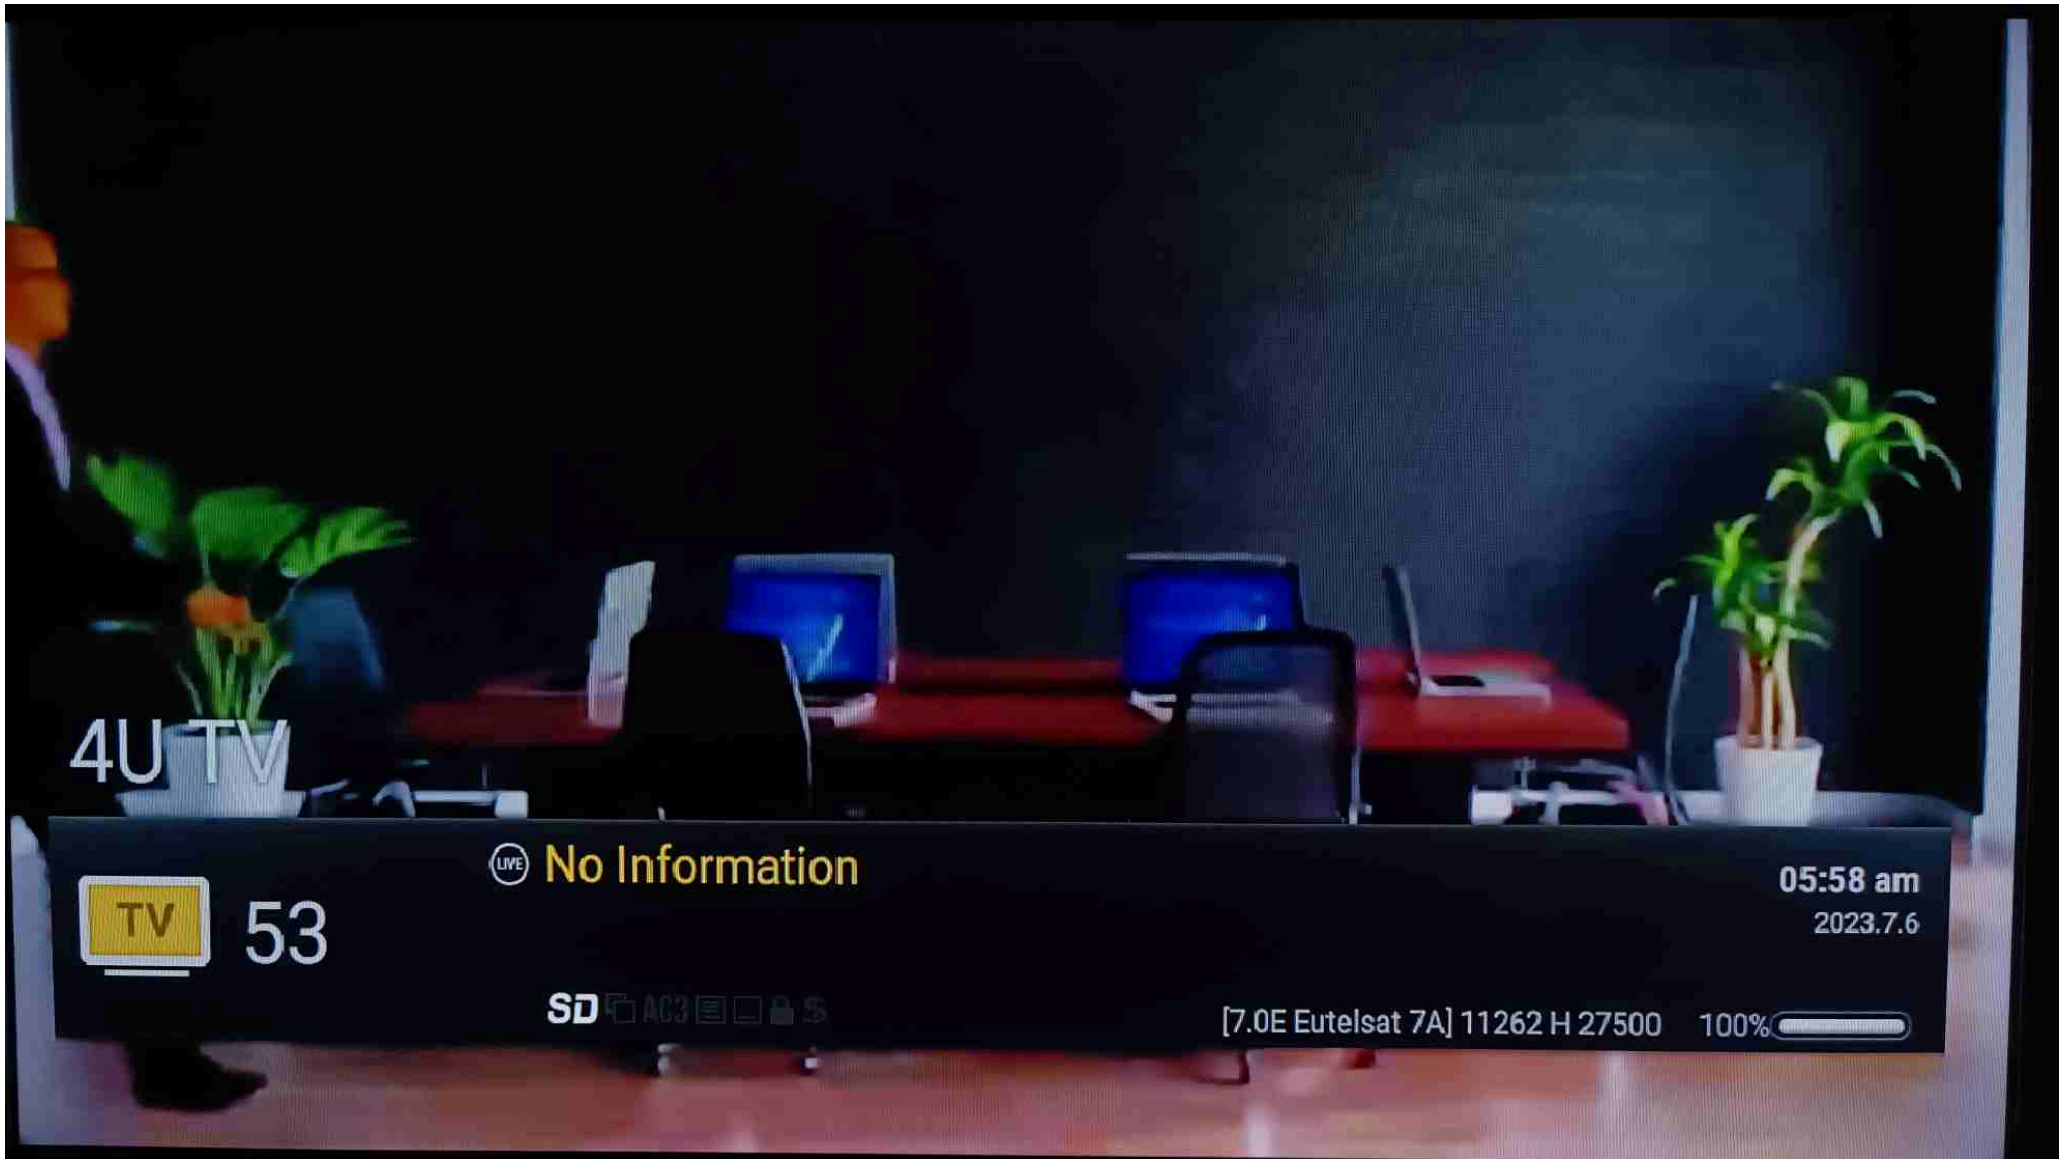 4U TV
LIVE No Information
TV 53
05:58 am
2023.7.6
SD AC3 $
[7.0E Eutelsat 7A] 11262 H 27500 100%